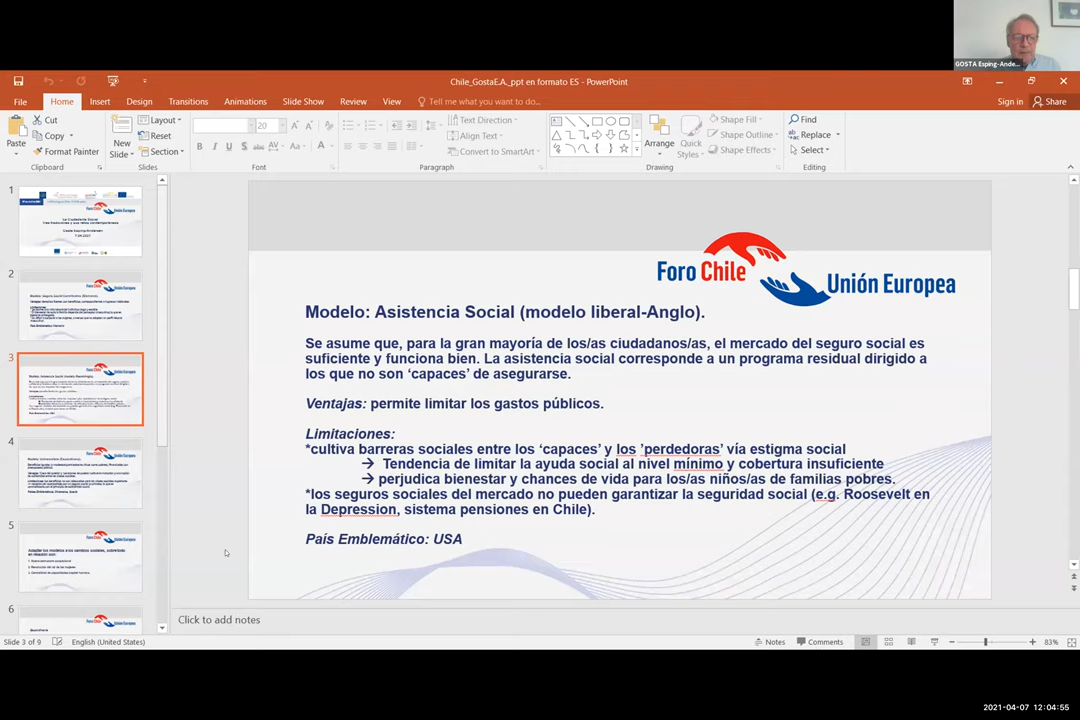 GOSTA Esping-Ande...
Chile_GostaE.A._ppt en formato ES - PowerPoint
File
Home
Insert
Design
Transitions
Animations
Slide Show
Review
View
Tell me what you want to do...
Sign in
Share
Paste
Cut
Copy
Format Painter
Clipboard
New
Slide
Layout
Reset
Section
Slides
20
Font
Text Direction
Align Text
Convert to SmartArt
Paragraph
Arrange
Quick
Styles
Shape Fill
Shape Outline
Shape Effects
Drawing
Find
Replace
Select
Editing
1
2
3
4
5
6
Foro Chile
Unión Europea
Modelo: Asistencia Social (modelo liberal-Anglo).
Se asume que, para la gran mayoría de los/as ciudadanos/as, el mercado del seguro social es
suficiente y funciona bien. La asistencia social corresponde a un programa residual dirigido a
los que no son ‘capaces’ de asegurarse.
Ventajas: permite limitar los gastos públicos.
Limitaciones:
*cultiva barreras sociales entre los ‘capaces’ y los ’perdedoras’ vía estigma social
→ Tendencia de limitar la ayuda social al nivel mínimo y cobertura insuficiente
→ perjudica bienestar y chances de vida para los/as niños/as de familias pobres.
*los seguros sociales del mercado no pueden garantizar la seguridad social (e.g. Roosevelt en
la Depression, sistema pensiones en Chile).
País Emblemático: USA
Click to add notes
Slide 3 of 9
English (United States)
Notes
Comments
83%
2021-04-07 12:04:55